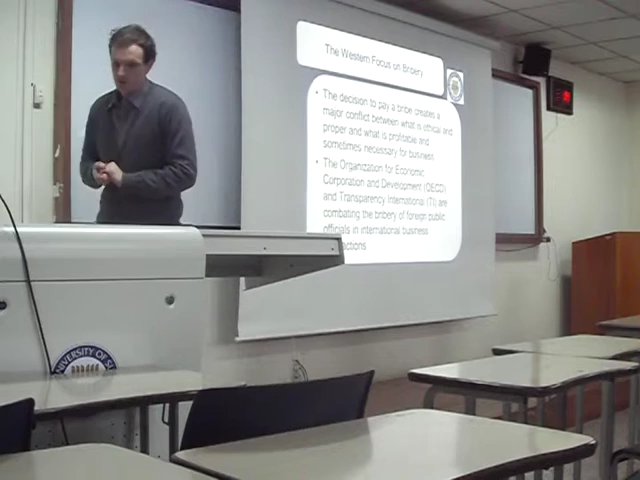 The Western Focus on Bribery
• The decision to pay a bribe creates a
major conflict between what is ethical and
proper and what is profitable and
sometimes necessary for business.
• The Organization for Economic
Corporation and Development (OECD)
and Transparency International (TI) are
combating the bribery of foreign public
officials in international business
actions
UNIVERSITY OF S